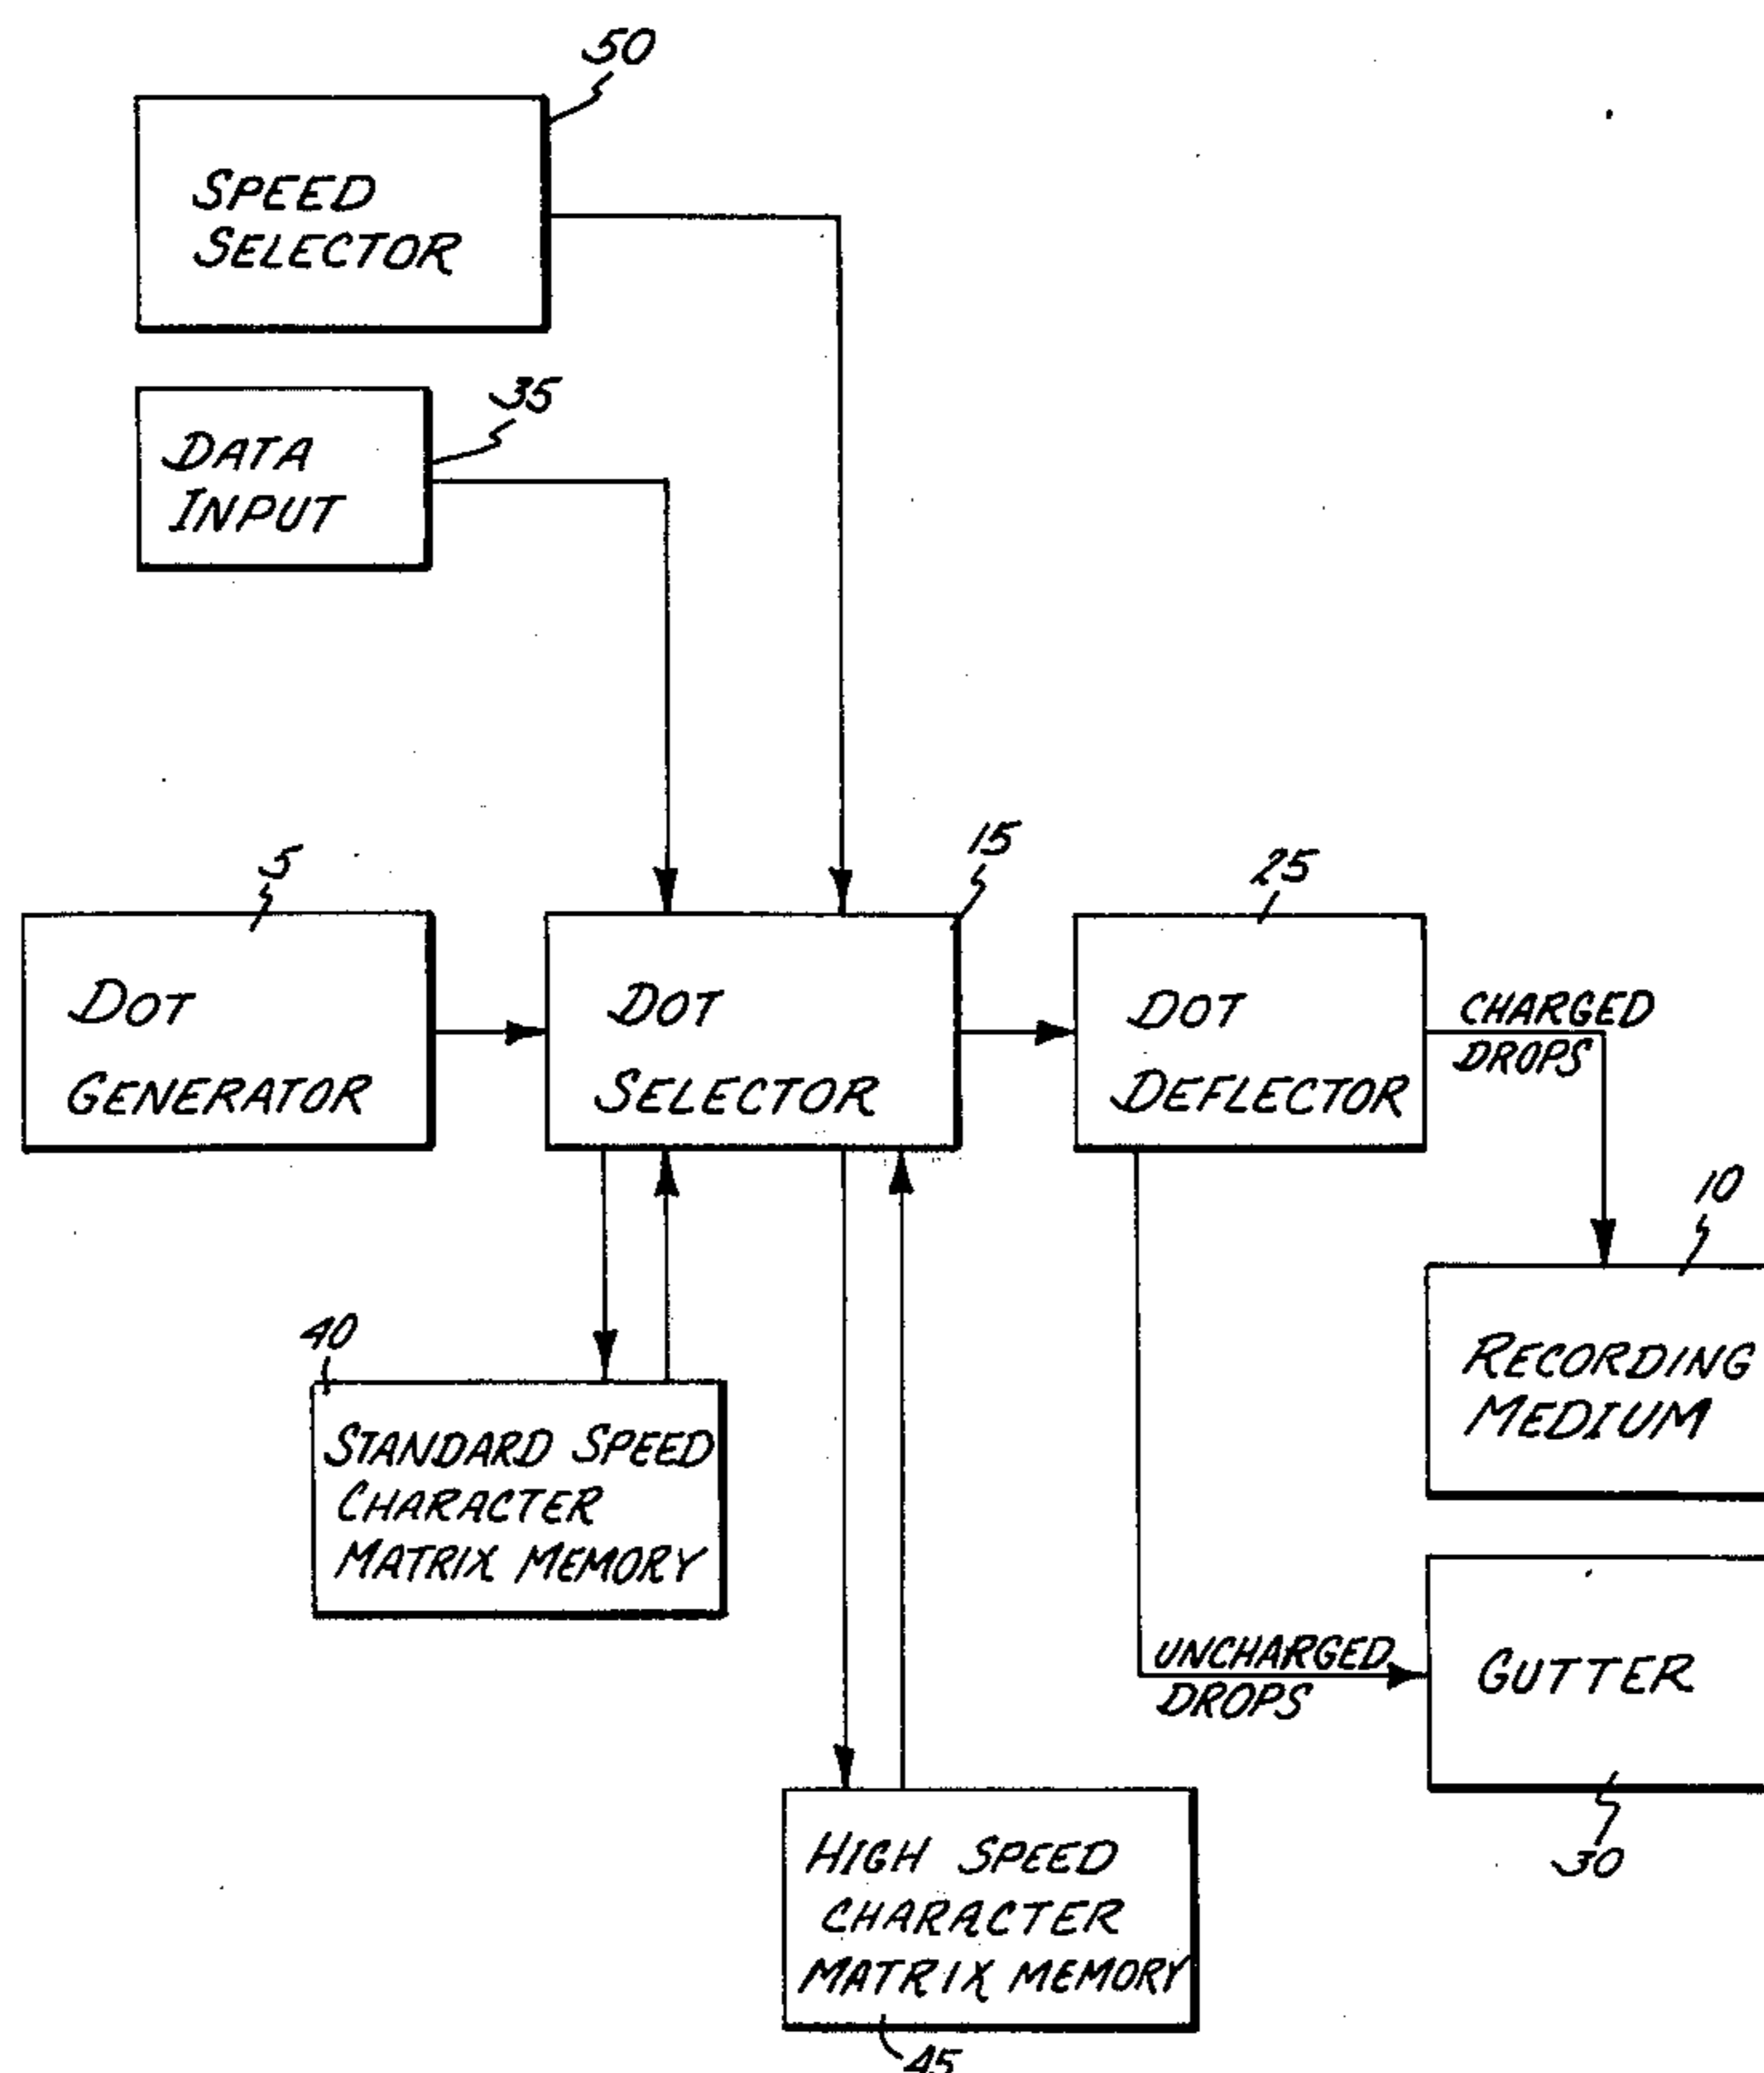 50
SPEED
SELECTOR
35
DATA
INPUT
5
DOT
GENERATOR
15
DOT
SELECTOR
25
DOT
DEFLECTOR
CHARGED
DROPS
10
RECORDING
MEDIUM
40
STANDARD SPEED
CHARACTER
MATRIX MEMORY
UNCHARGED
DROPS
GUTTER
30
HIGH SPEED
CHARACTER
MATRIX MEMORY
45